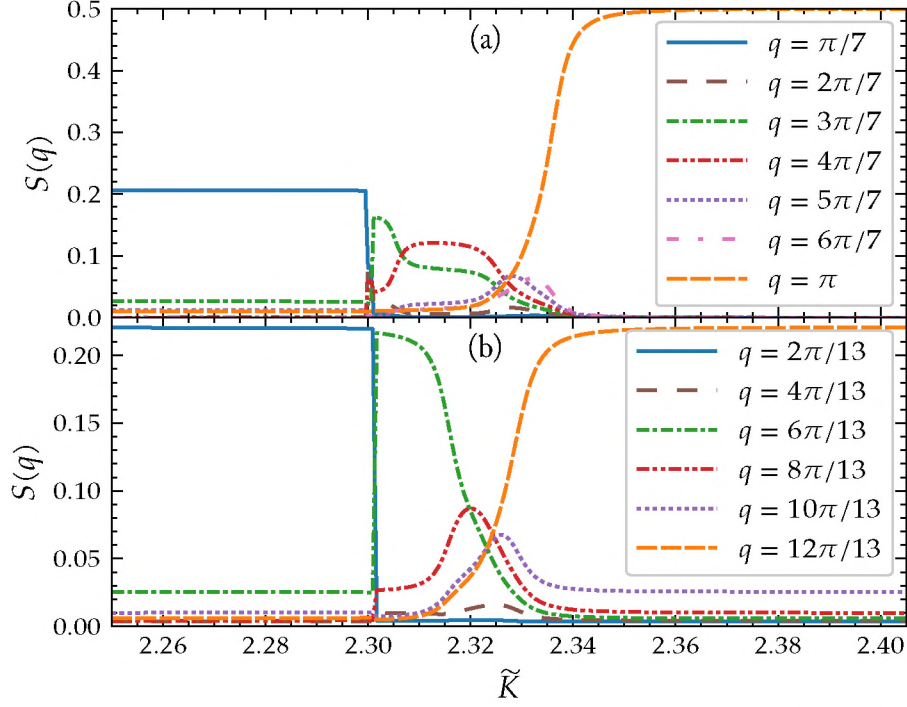 (a)
S(q)
0.5
0.4
0.3
0.2
0.1
0.0
q = π/7
q = 2π/7
q = 3π/7
q = 4π/7
q = 5π/7
q = 6π/7
q = π
(b)
S(q)
0.20
0.15
0.10
0.05
0.00
q = 2π/13
q = 4π/13
q = 6π/13
q = 8π/13
q = 10π/13
q = 12π/13
2.26 2.28 2.30 2.32 2.34 2.36 2.38 2.40
K̃